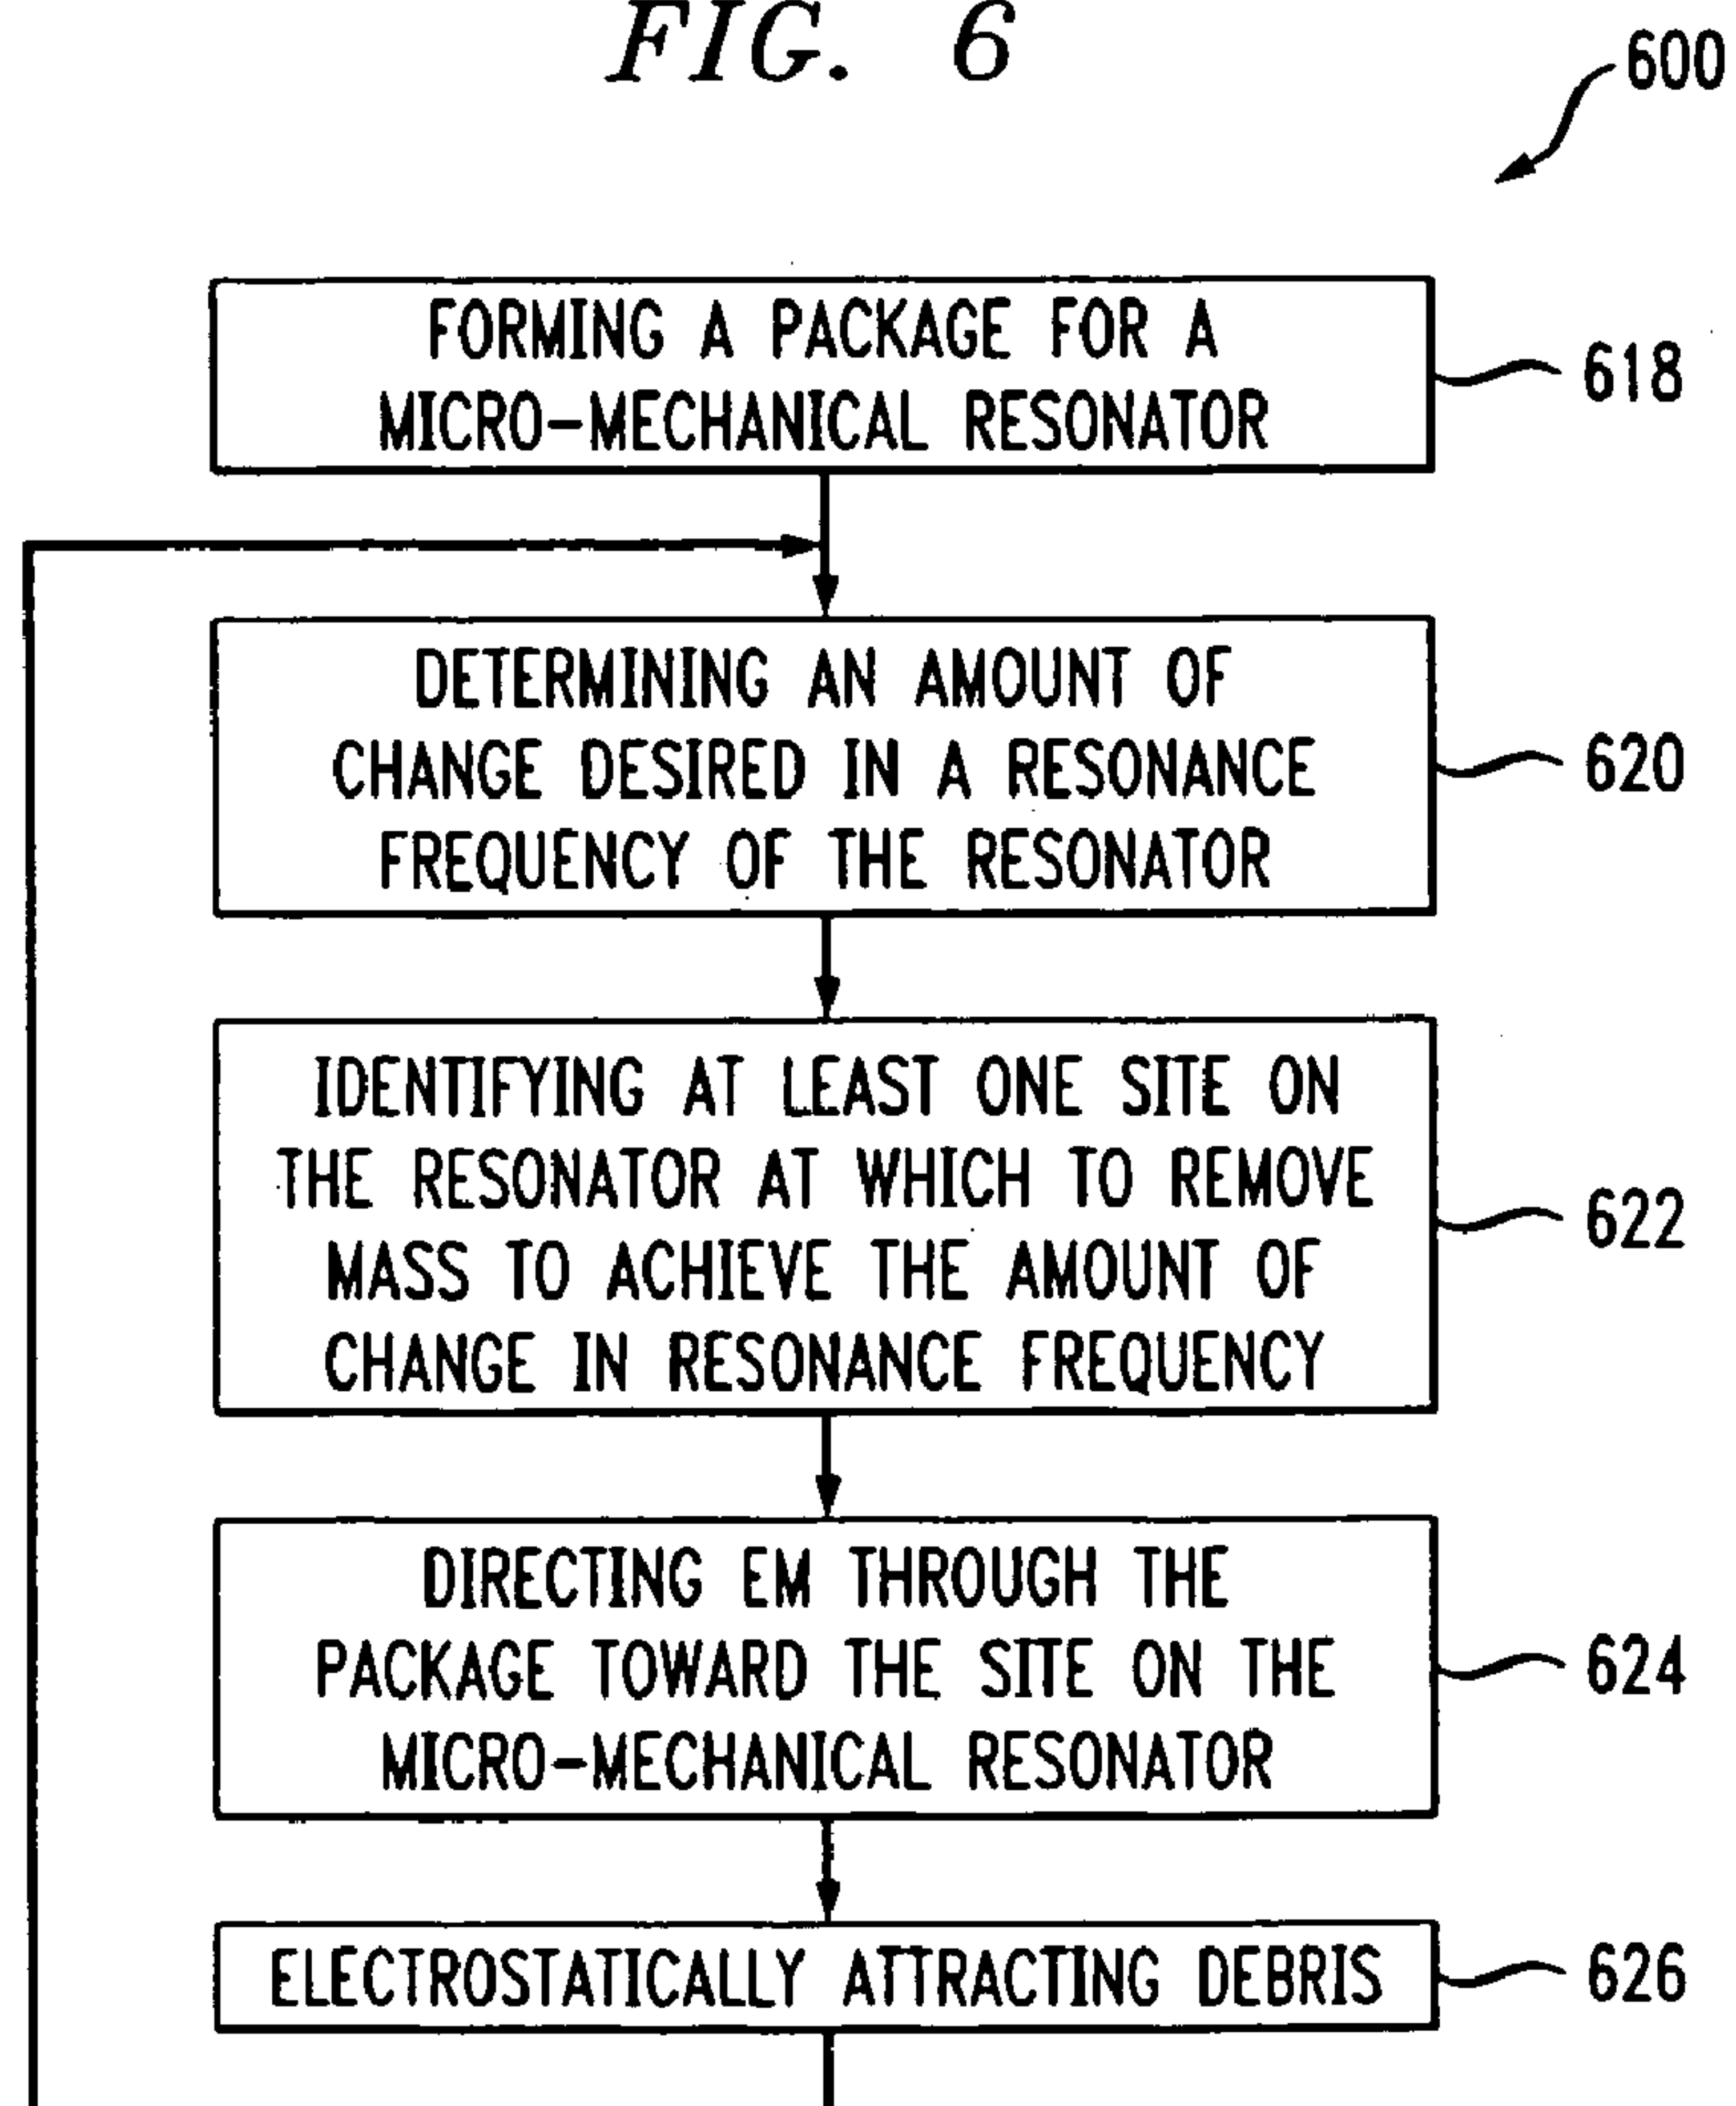 FIG. 6
600
FORMING A PACKAGE FOR A
MICRO-MECHANICAL RESONATOR
618
DETERMINING AN AMOUNT OF
CHANGE DESIRED IN A RESONANCE
FREQUENCY OF THE RESONATOR
620
IDENTIFYING AT LEAST ONE SITE ON
THE RESONATOR AT WHICH TO REMOVE
MASS TO ACHIEVE THE AMOUNT OF
CHANGE IN RESONANCE FREQUENCY
622
DIRECTING EM THROUGH THE
PACKAGE TOWARD THE SITE ON THE
MICRO-MECHANICAL RESONATOR
624
ELECTROSTATICALLY ATTRACTING DEBRIS
626